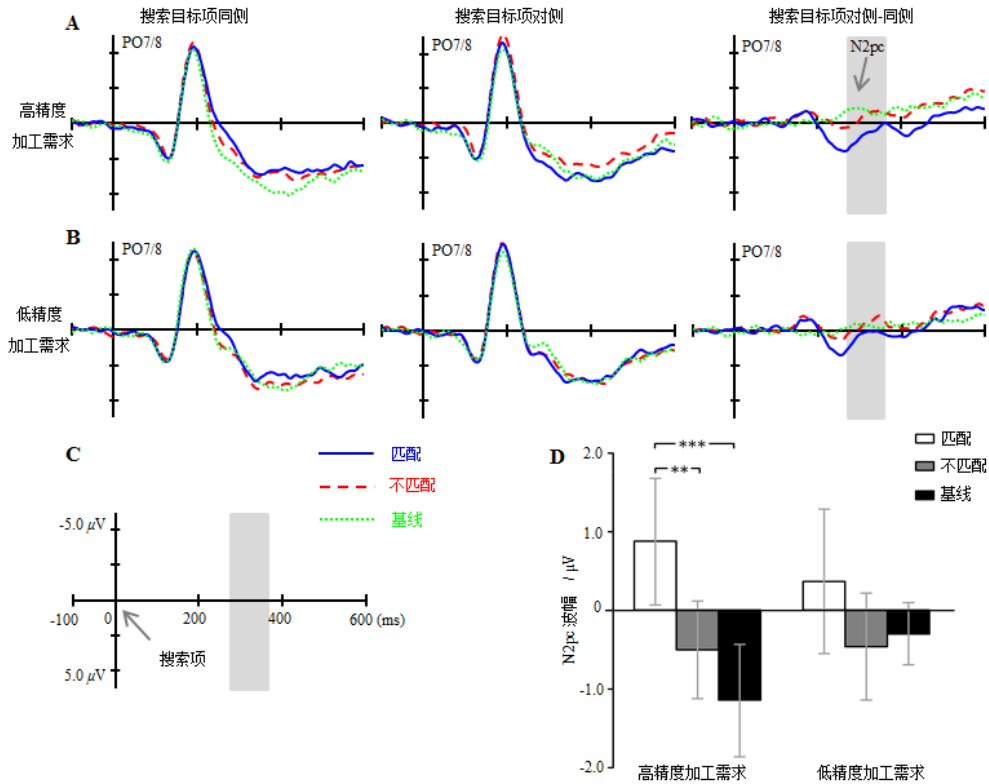 搜索目标项同侧
搜索目标项对侧
搜索目标项对侧-同侧
A
PO7/8
PO7/8
PO7/8
N2pc
高精度
加工需求
B
PO7/8
PO7/8
PO7/8
低精度
加工需求
C
匹配
不匹配
基线
-5.0 μV
-100
0
200
400
600 (ms)
搜索项
5.0 μV
D
匹配
不匹配
基线
***
**
2.0
1.0
0
-1.0
-2.0
N2pc 波幅 / μV
高精度加工需求
低精度加工需求